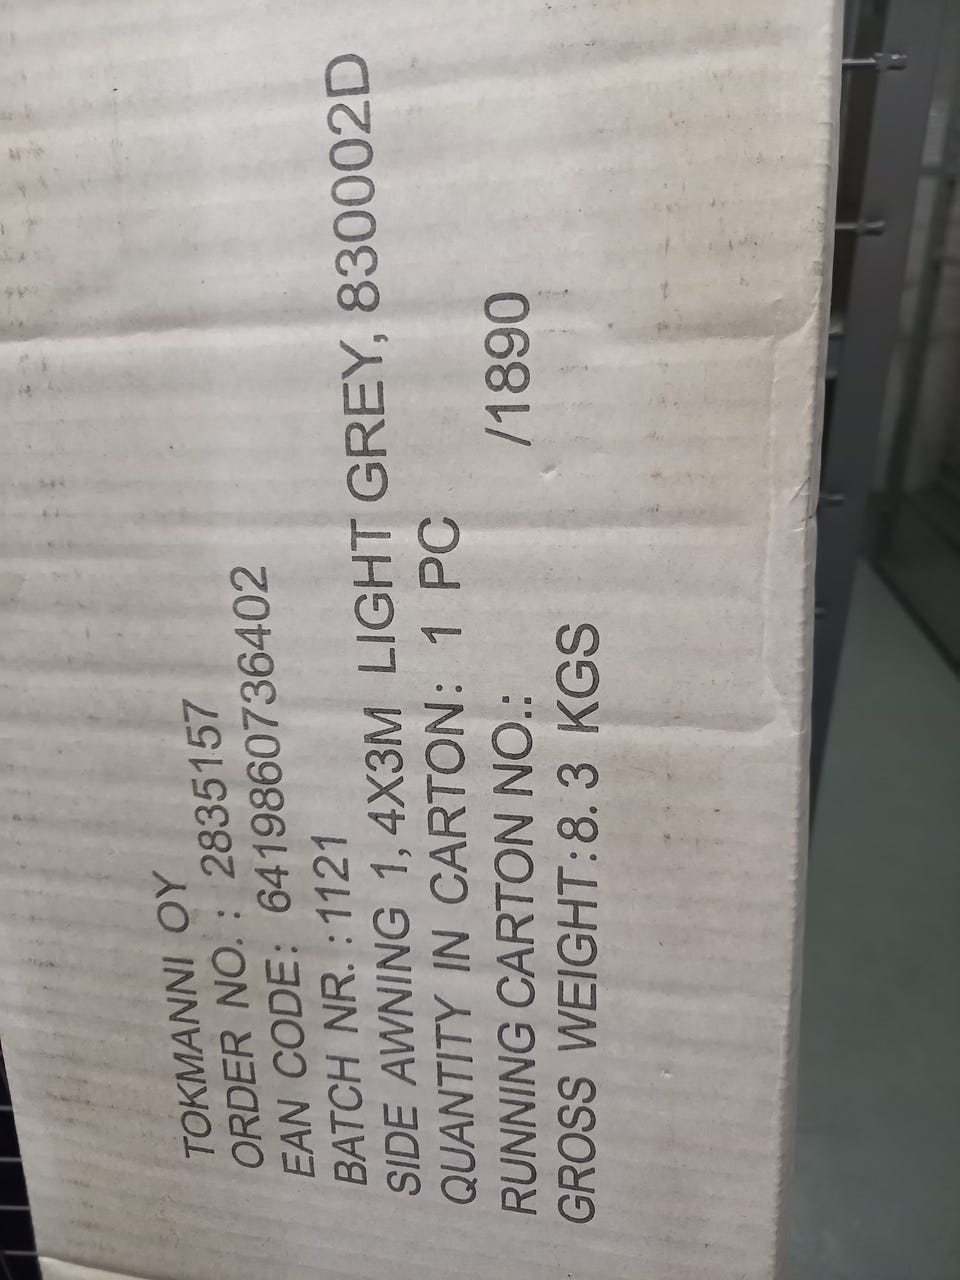 TOKMANNI OY
ORDER NO.: 2835157
EAN CODE: 6419860736402
BATCH NR.:1121
SIDE AWNING 1,4X3M LIGHT GREY, 830002D
QUANTITY IN CARTON: 1 PC
RUNNING CARTON NO.: /1890
GROSS WEIGHT:8.3 KGS